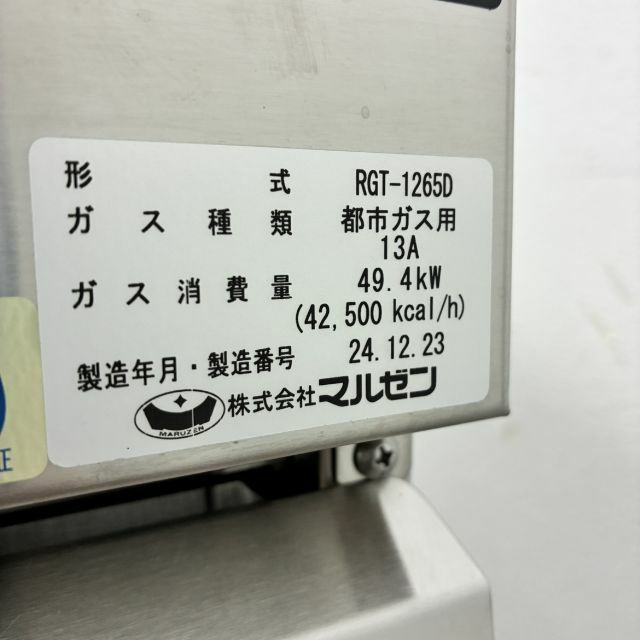 形式 RGT-1265D
ガス種類 都市ガス用
13A
ガス消費量 49.4kW
(42,500 kcal/h)
製造年月・製造番号 24.12.23
MARUZEN 株式会社マルゼン
証